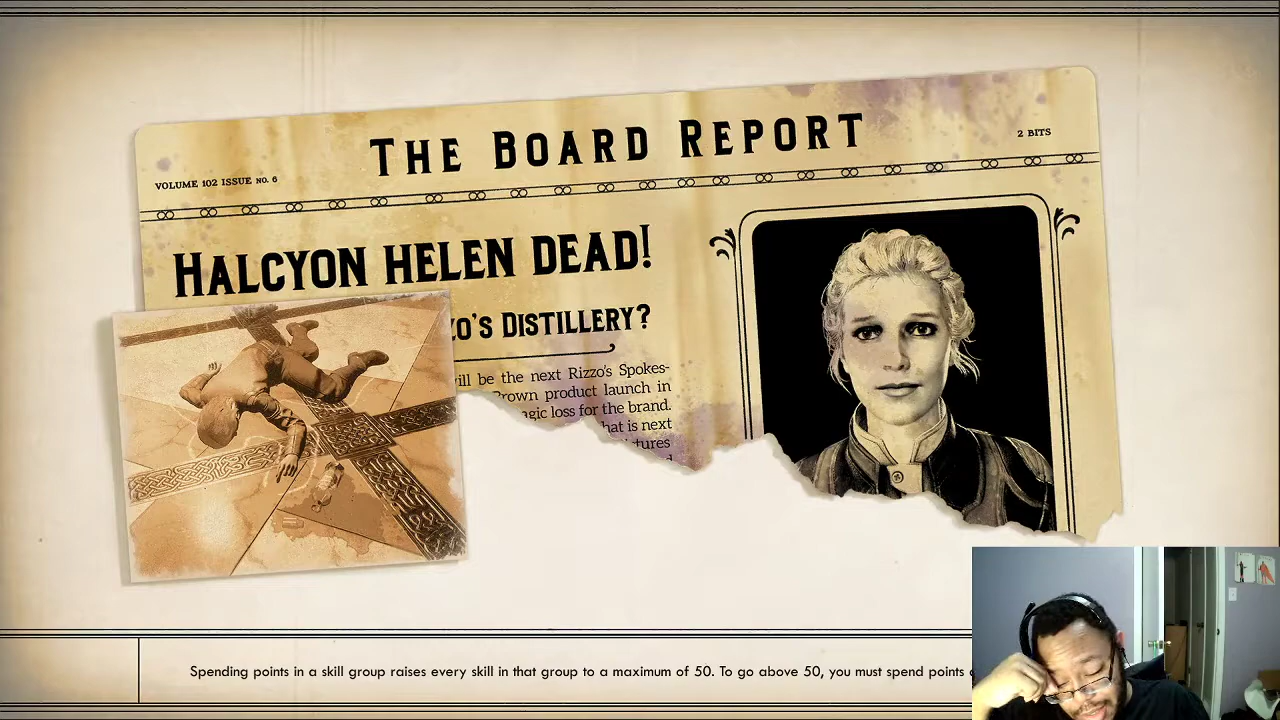 THE BOARD REPORT
2 BITS
VOLUME 102 ISSUE NO. 6
HALCYON HELEN DEAD!
ZO'S DISTILLERY?
ill be the next Rizzo's Spokes-
Brown product launch in
agic loss for the brand.
hat is next
tures
Spending points in a skill group raises every skill in that group to a maximum of 50. To go above 50, you must spend points